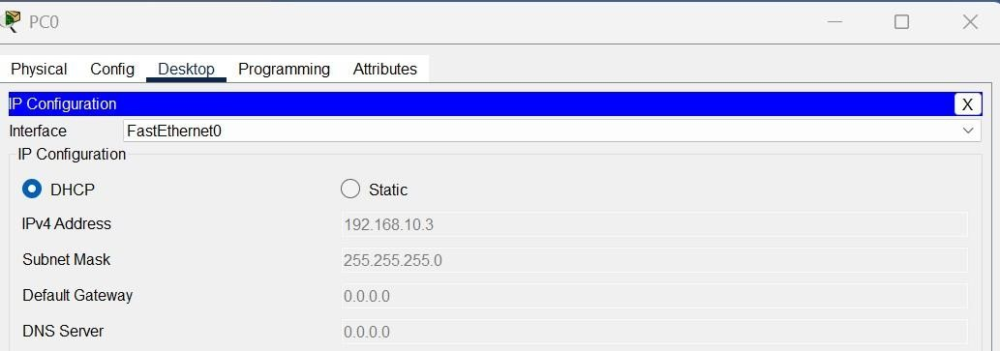 PC0
Physical Config Desktop Programming Attributes
IP Configuration X
Interface FastEthernet0
IP Configuration
DHCP Static
IPv4 Address 192.168.10.3
Subnet Mask 255.255.255.0
Default Gateway 0.0.0.0
DNS Server 0.0.0.0